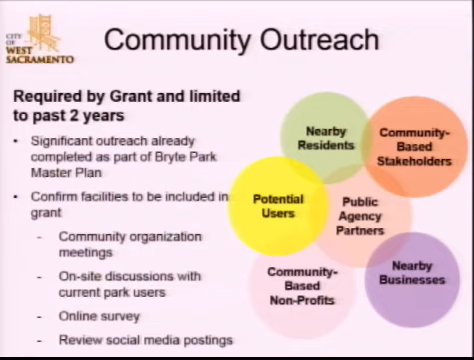 CITY
OF
WEST
SACRAMENTO
Community Outreach
Required by Grant and limited
to past 2 years
• Significant outreach already
completed as part of Bryte Park
Master Plan
• Confirm facilities to be included in
grant
- Community organization
meetings
- On-site discussions with
current park users
- Online survey
- Review social media postings
Nearby
Residents
Community-
Based
Stakeholders
Potential
Users
Public
Agency
Partners
Community-
Based
Non-Profits
Nearby
Businesses